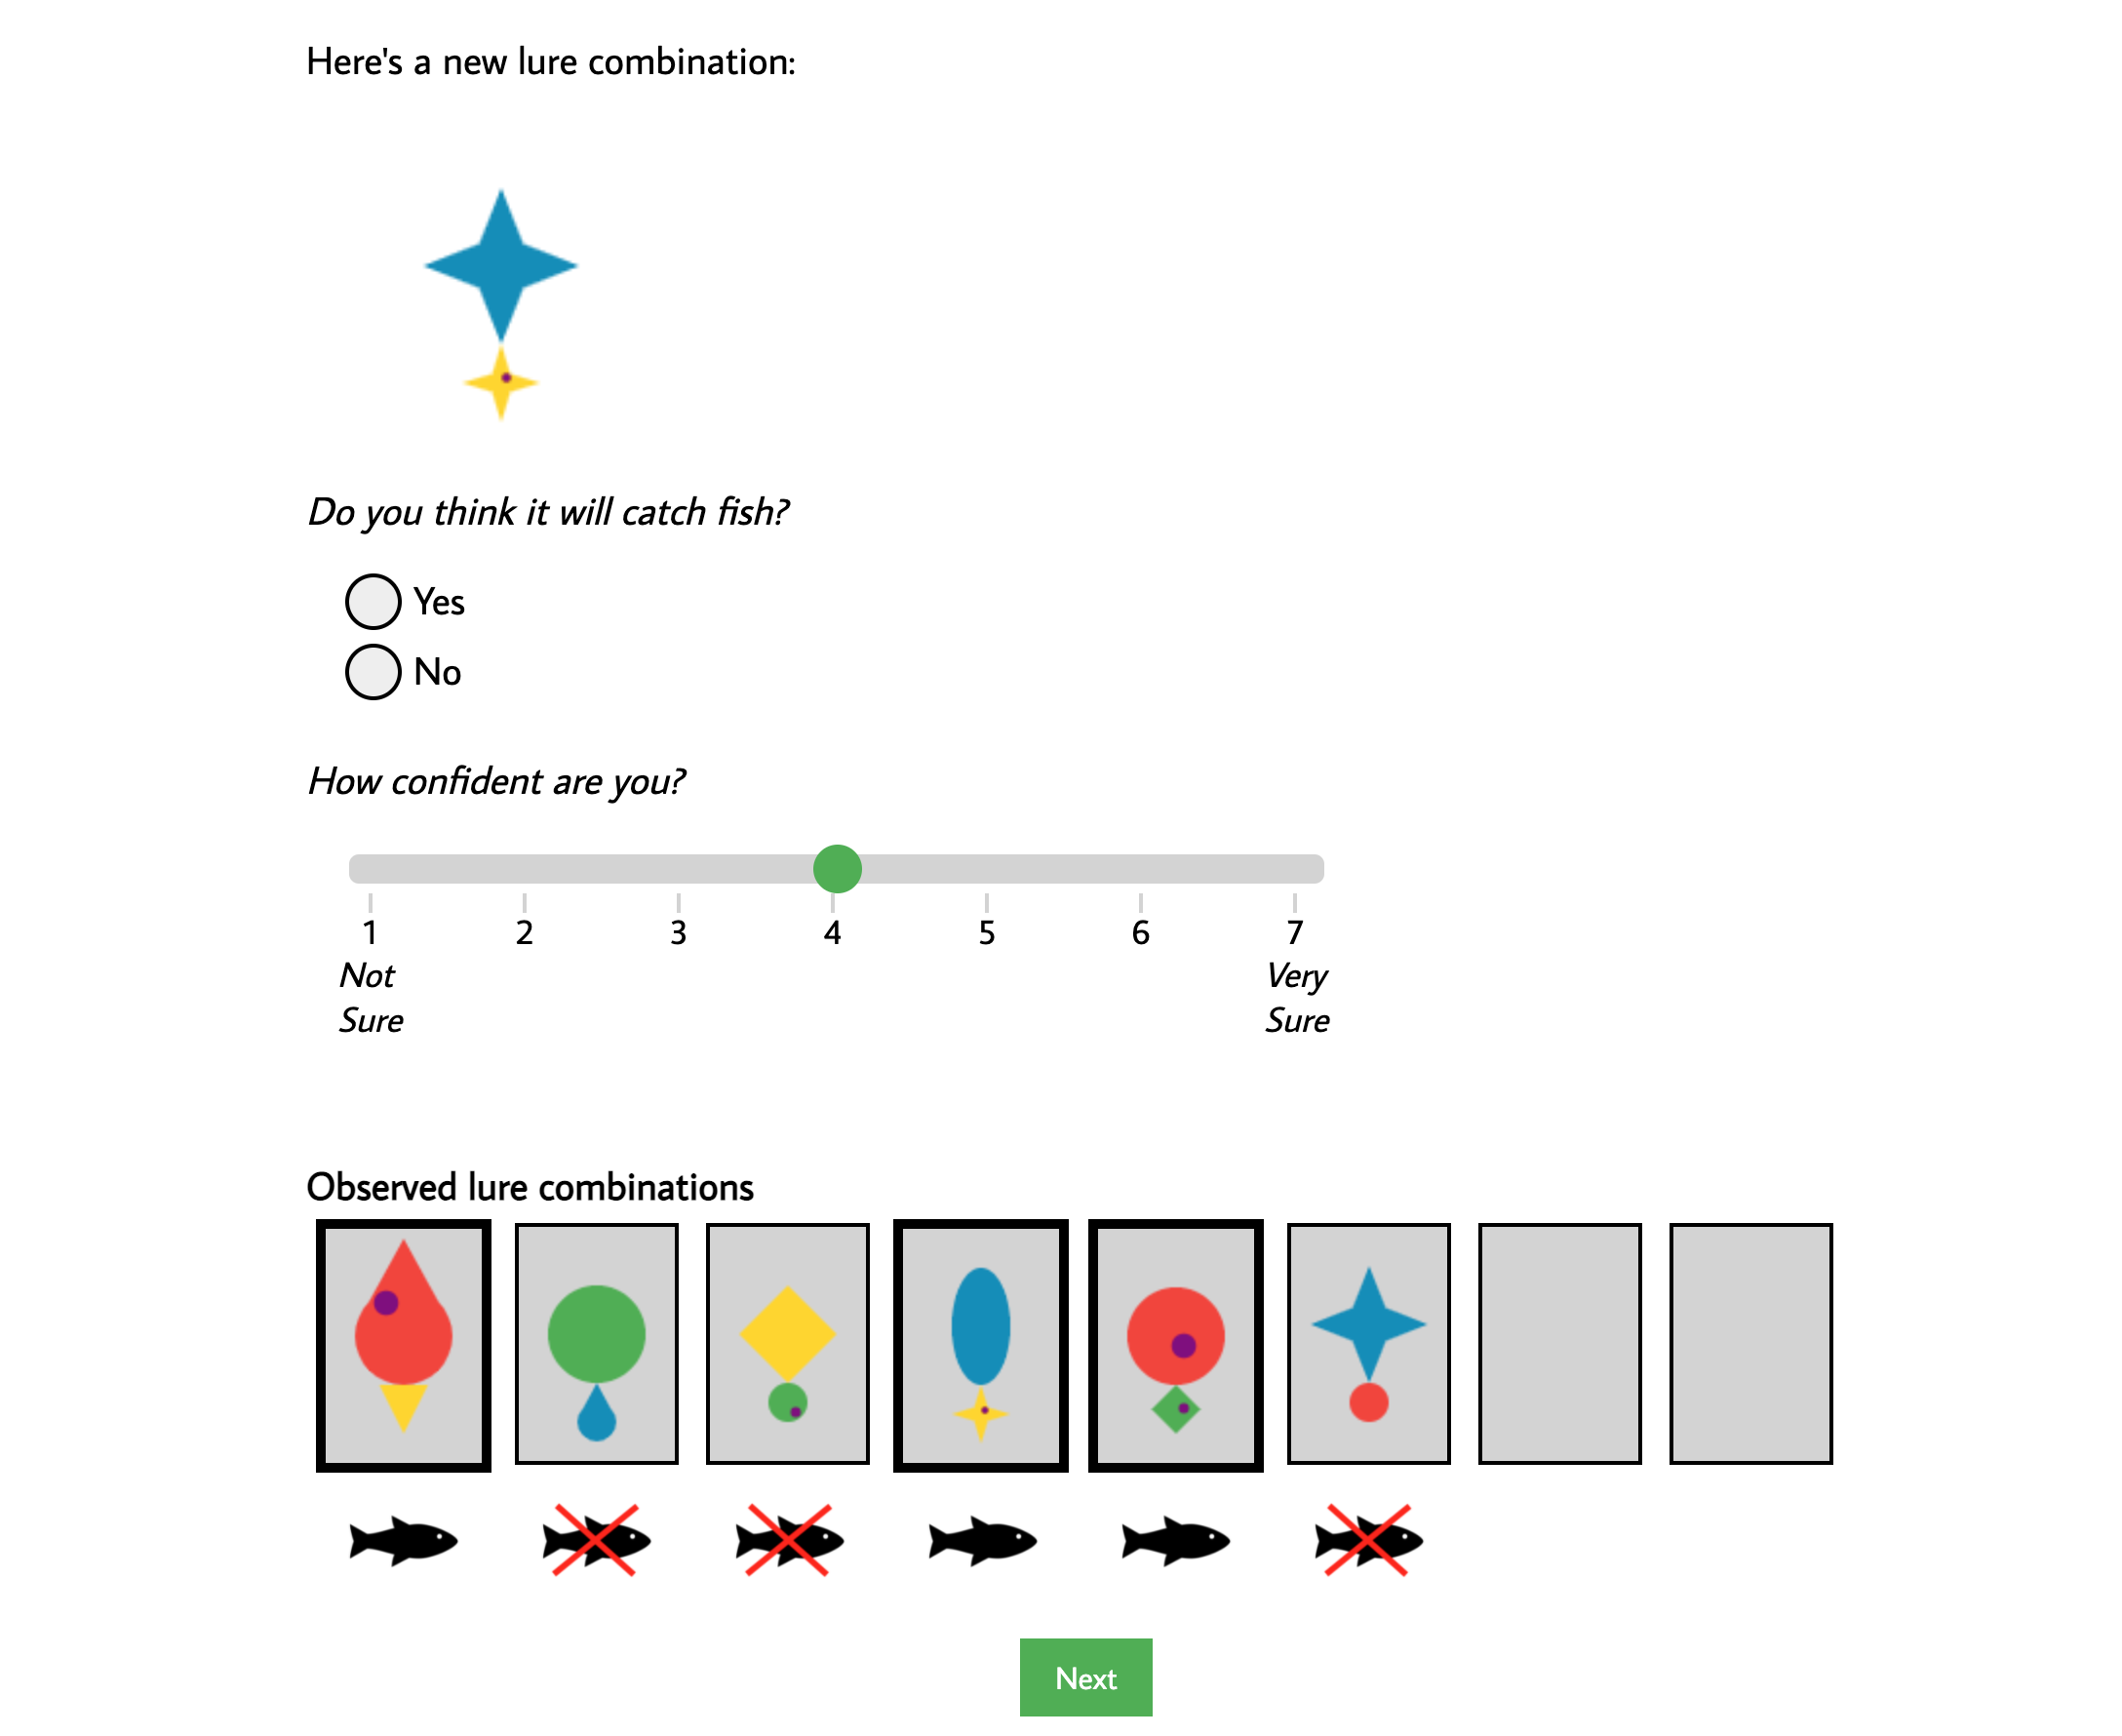 Here's a new lure combination:
Do you think it will catch fish?
Yes
No
How confident are you?
1 2 3 4 5 6 7
Not Sure
Very Sure
Observed lure combinations
Next